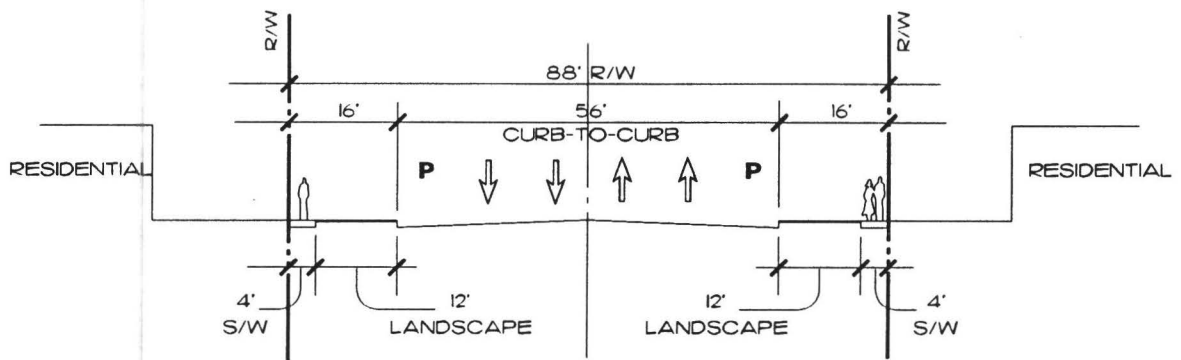 R/W
R/W
88' R/W
16'
56'
16'
CURB-TO-CURB
RESIDENTIAL
P
P
RESIDENTIAL
4'
12'
12'
4'
S/W
LANDSCAPE
LANDSCAPE
S/W